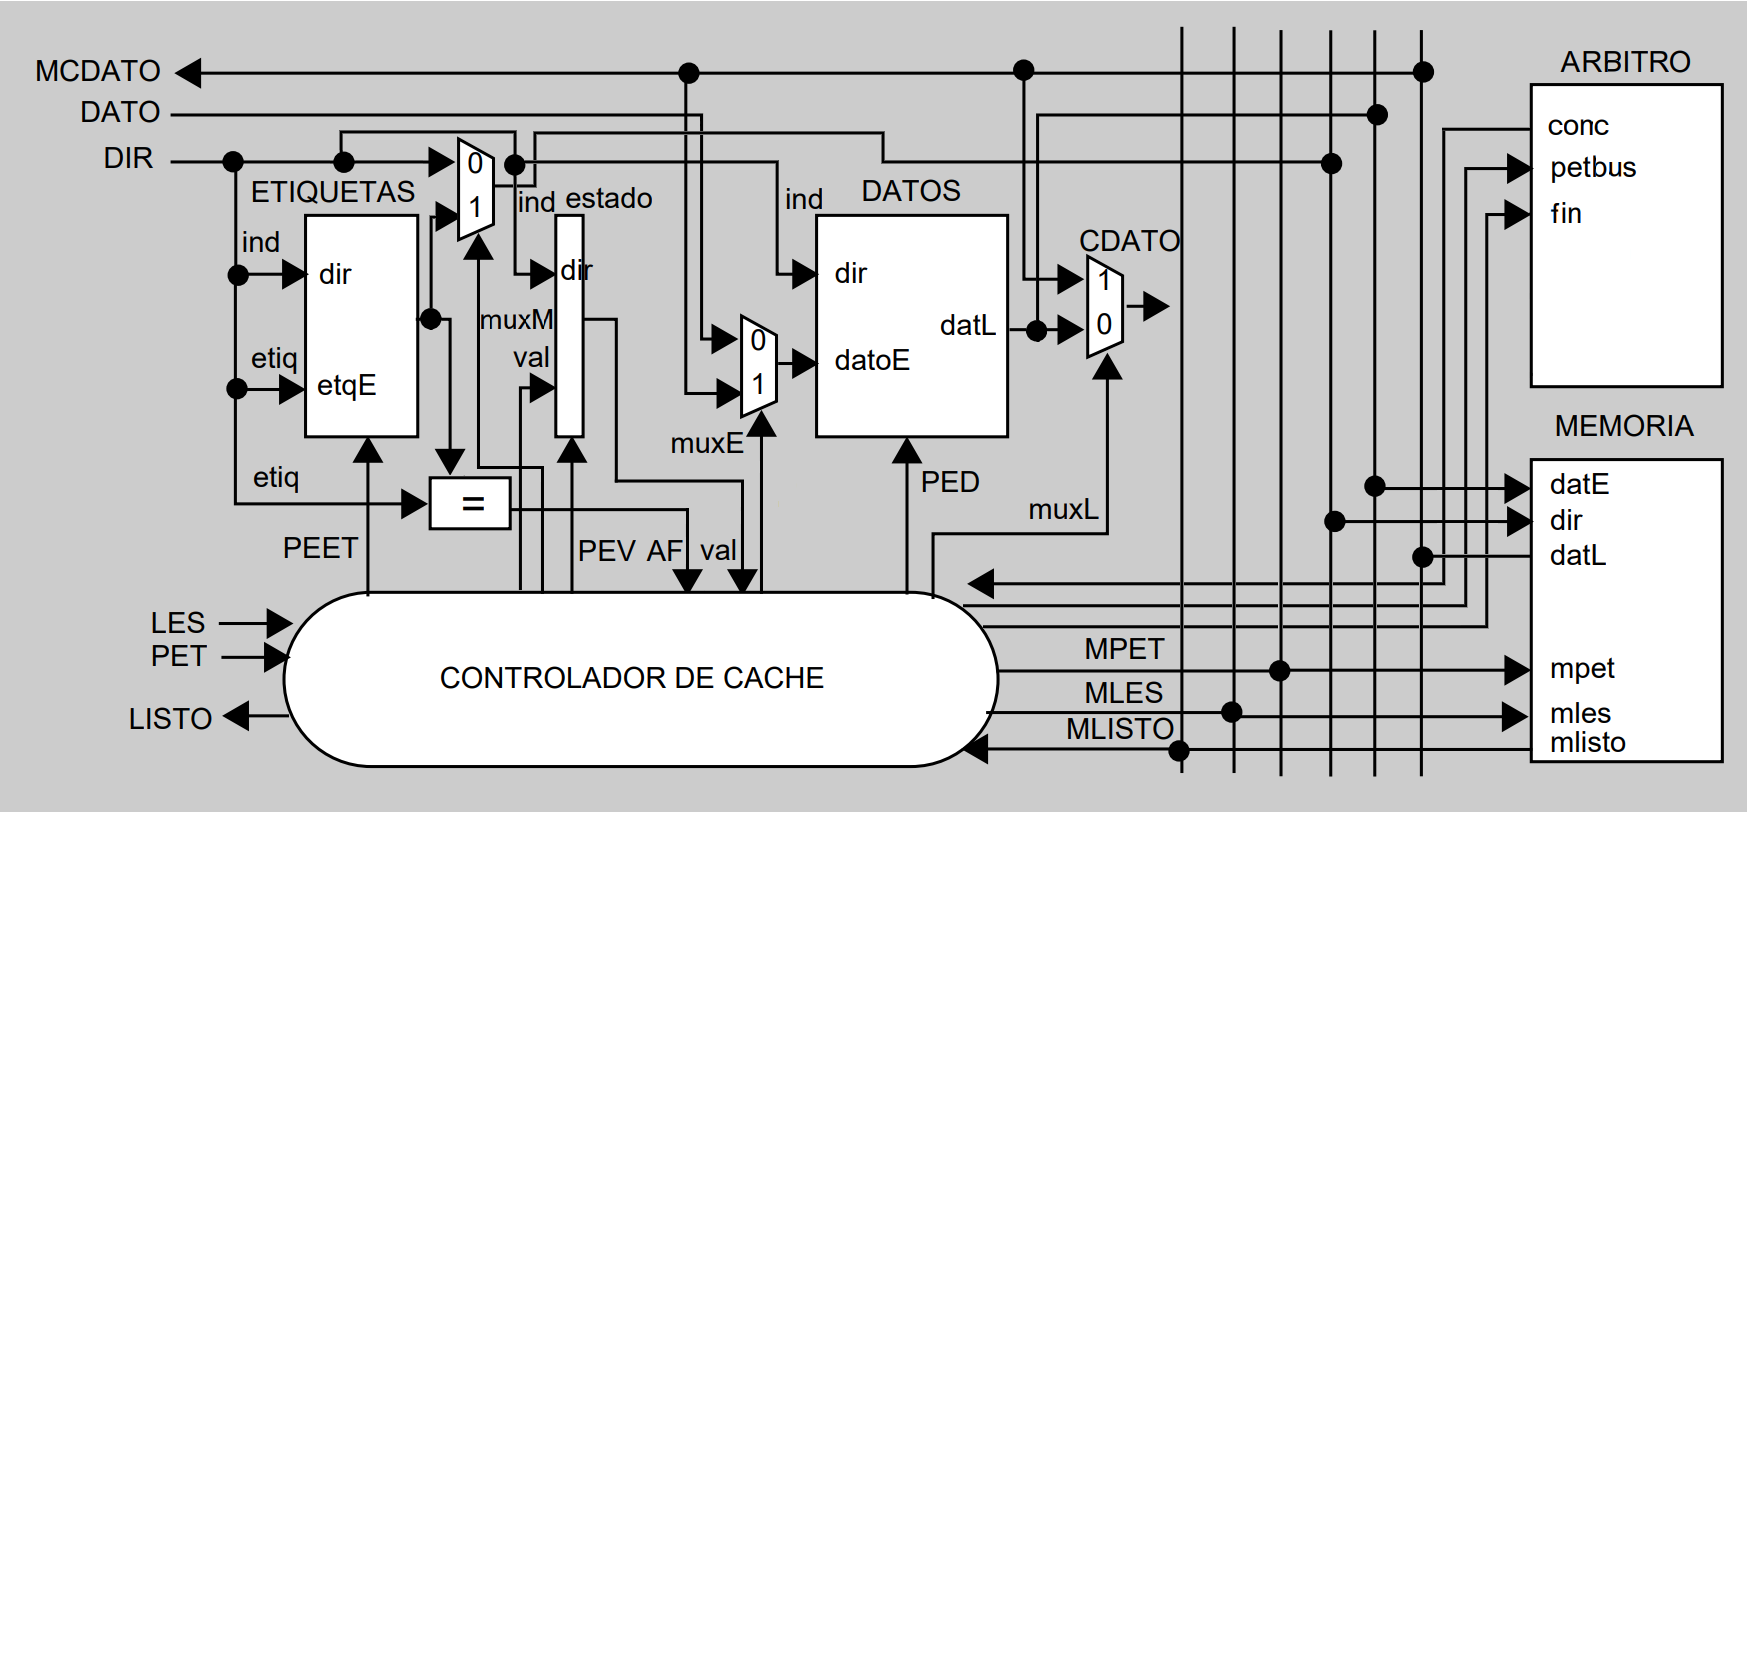 MCDATO
DATO
DIR
ETIQUETAS
ind
dir
etiq
etqE
etiq
0
1
ind
estado
dir
muxM
val
=
PEET
PEV
AF
val
0
1
muxE
ind
DATOS
dir
datL
datoE
PED
CDATO
1
0
muxL
ARBITRO
conc
petbus
fin
MEMORIA
datE
dir
datL
mpet
mles
mlisto
LES
PET
LISTO
CONTROLADOR DE CACHE
MPET
MLES
MLISTO